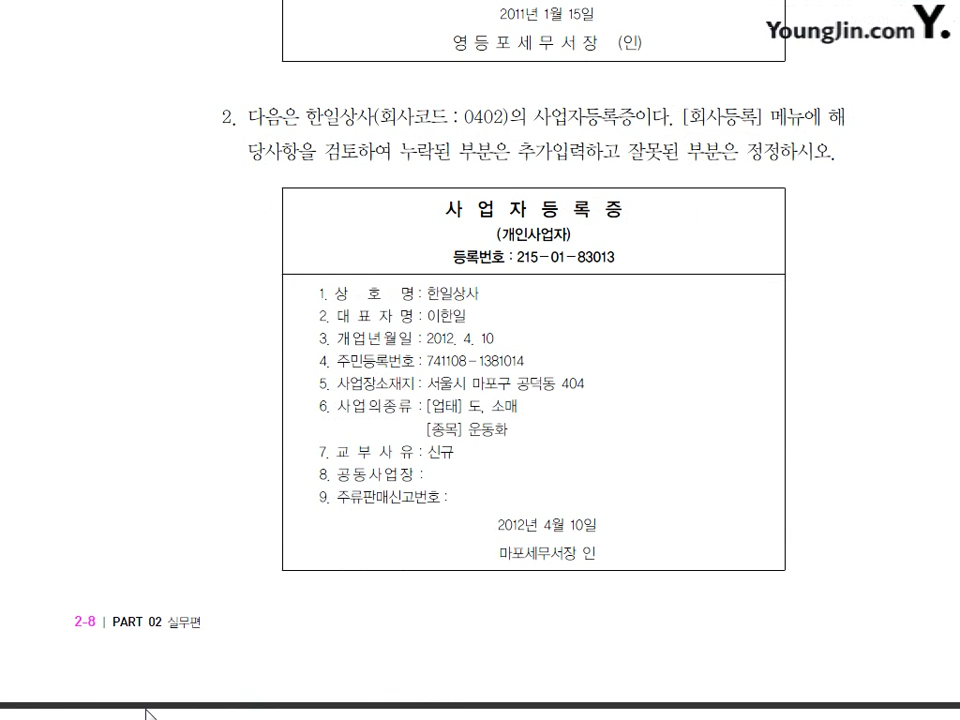 2011년 1월 15일
영 등 포 세 무 서 장 (인)
YoungJin.com Y.
2. 다음은 한일상사(회사코드 : 0402)의 사업자등록증이다. [회사등록] 메뉴에 해
당사항을 검토하여 누락된 부분은 추가입력하고 잘못된 부분은 정정하시오.
사 업 자 등 록 증
(개인사업자)
등록번호 : 215-01-83013
1. 상 호 명 : 한일상사
2. 대 표 자 명 : 이한일
3. 개업년월일 : 2012. 4. 10
4. 주민등록번호 : 741108-1381014
5. 사업장소재지 : 서울시 마포구 공덕동 404
6. 사업의종류 : [업태] 도, 소매
[종목] 운동화
7. 교 부 사 유 : 신규
8. 공동사업장 :
9. 주류판매신고번호 :
2012년 4월 10일
마포세무서장 인
2-8 | PART 02 실무편